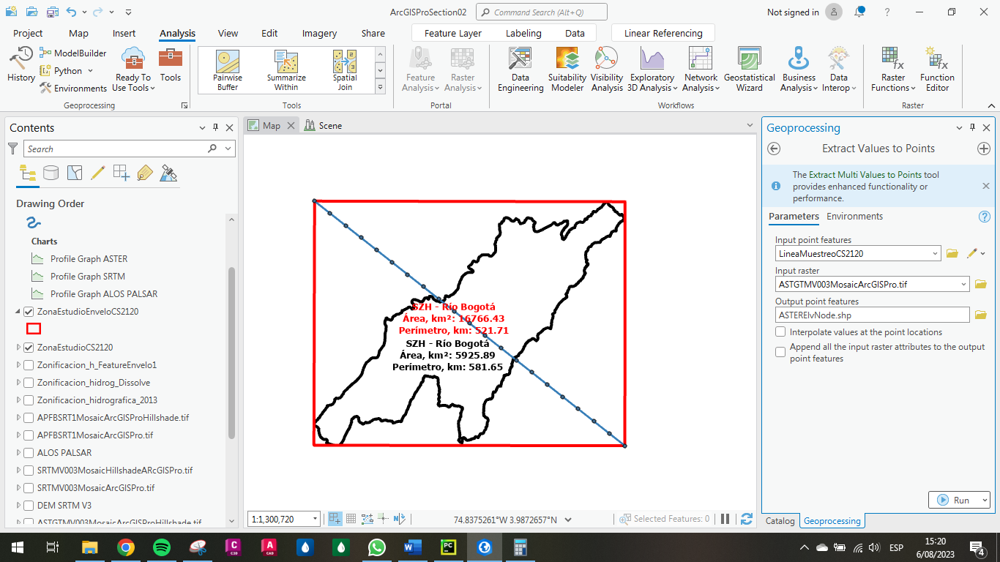 ArcGISProSection02
Command Search (Alt+Q)
Not signed in
?
Project
Map
Insert
Analysis
View
Edit
Imagery
Share
Feature Layer
Labeling
Data
Linear Referencing
History
ModelBuilder
Python
Environments
Ready To
Use Tools
Tools
Geoprocessing
Pairwise
Buffer
Summarize
Within
Spatial
Join
Tools
Feature
Analysis
Raster
Analysis
Portal
Data
Engineering
Suitability
Modeler
Visibility
Analysis
Exploratory
3D Analysis
Network
Analysis
Geostatistical
Wizard
Business
Analysis
Data
Interop
Workflows
Raster
Functions
Function
Editor
Raster
Contents
Search
Drawing Order
Charts
Profile Graph ASTER
Profile Graph SRTM
Profile Graph ALOS PALSAR
ZonaEstudioEnveloCS2120
ZonaEstudioCS2120
Zonificacion_h_FeatureEnvelo1
Zonificacion_hidrog_Dissolve
Zonificacion_hidrografica_2013
APFBSRT1MosaicArcGISProHillshade.tif
APFBSRT1MosaicArcGISPro.tif
ALOS PALSAR
SRTMV003MosaicHillshadeARcGISPro.tif
SRTMV003MosaicArcGISPro.tif
DEM SRTM V3
ASTGTMV003MosaicArcGISProHillshade.tif
Map
Scene
SZH - Río Bogotá
Área, km²: 16766.43
Perímetro, km: 521.71
SZH - Río Bogotá
Área, km²: 5925.89
Perímetro, km: 581.65
1:1,300,720
74.8375261°W 3.9872657°N
Selected Features: 0
Geoprocessing
Extract Values to Points
The Extract Multi Values to Points tool
provides enhanced functionality or
performance.
Parameters
Environments
?
Input point features
LineaMuestreoCS2120
Input raster
ASTGTMV003MosaicArcGISPro.tif
Output point features
ASTERElvNode.shp
Interpolate values at the point locations
Append all the input raster attributes to the output
point features
Run
Catalog
Geoprocessing
ESP
15:20
6/08/2023
4